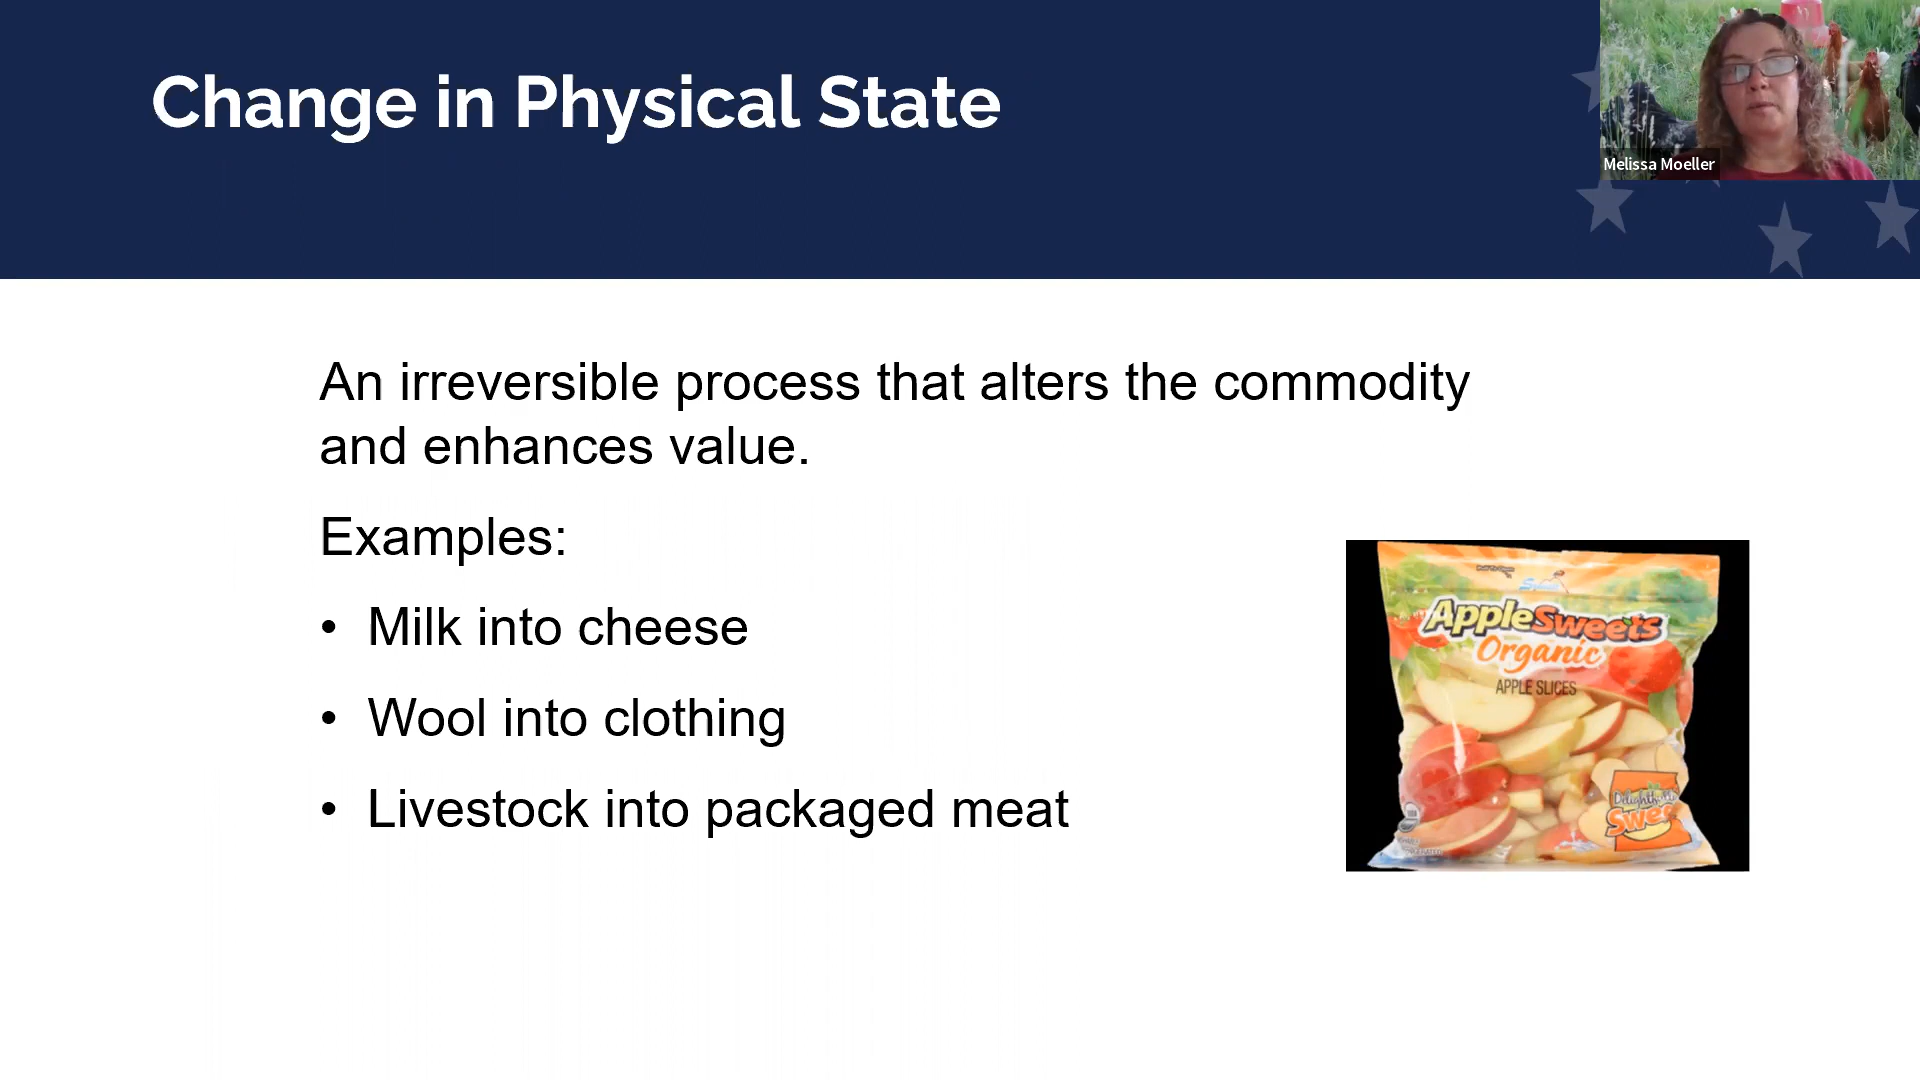 Change in Physical State
Melissa Moeller
An irreversible process that alters the commodity
and enhances value.
Examples:
• Milk into cheese
• Wool into clothing
• Livestock into packaged meat
AppleSweets
Organic
APPLE SLICES